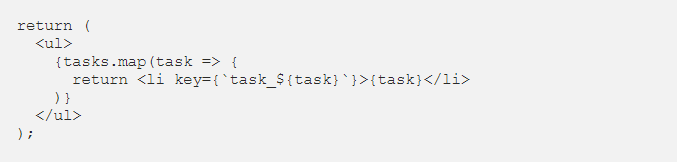 return (
  <ul>
    {tasks.map(task => {
      return <li key={`task_${task}`}>{task}</li>
    )}
  </ul>
);